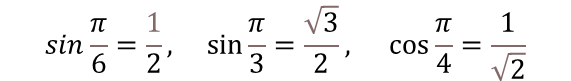 sin π/6 = 1/2, sin π/3 = √3/2, cos π/4 = 1/√2